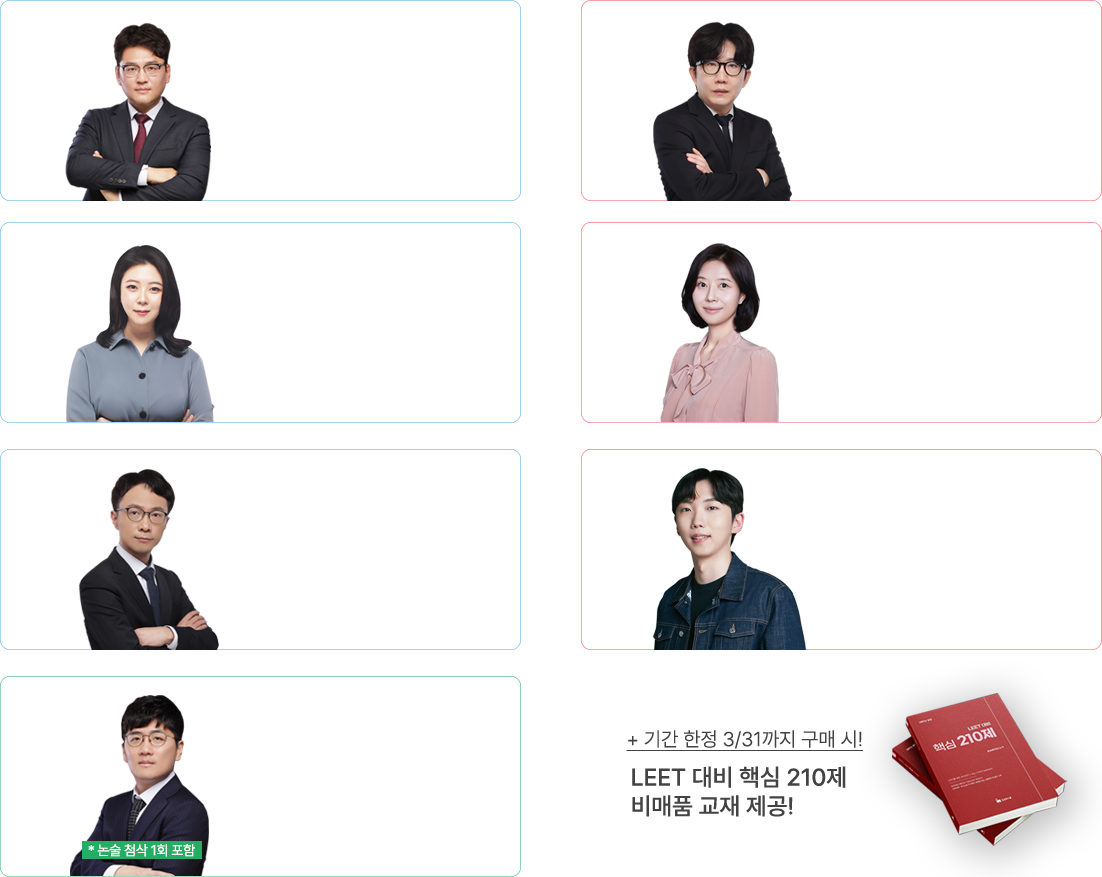 * 논술 첨삭 1회 포함
+ 기간 한정 3/31까지 구매 시!
LEET 대비 핵심 210제
비매품 교재 제공!
LEET 대비
핵심 210제